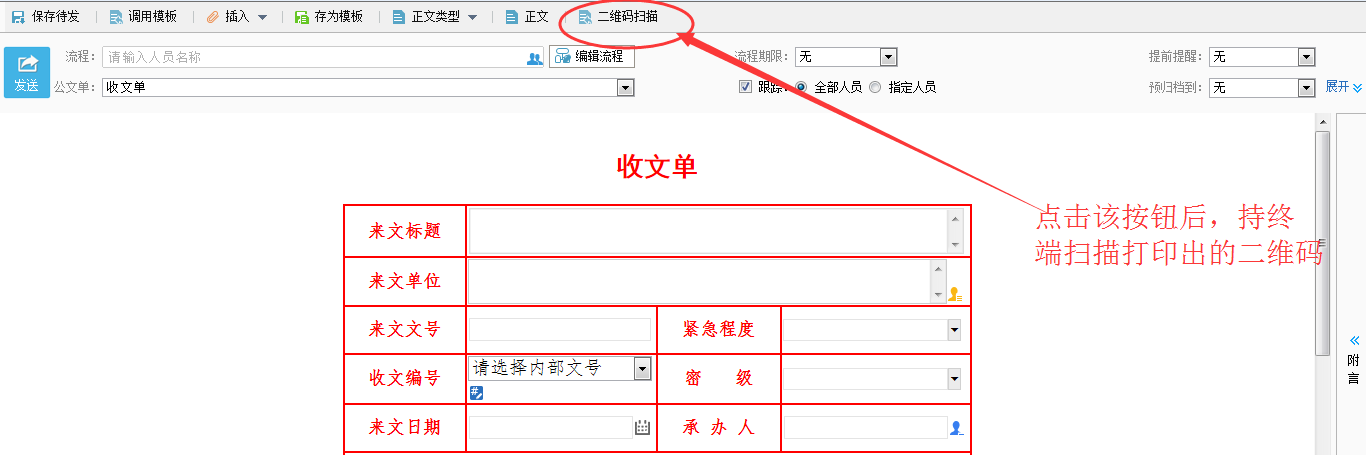 保存待发 调用模板 插入 存为模板 正文类型 正文 二维码扫描
流程: 请输入人员名称 编辑流程 流程期限: 无 提前提醒: 无
发送
公文单: 收文单 跟踪: 全部人员 指定人员 预归档到: 无 展开
收文单
来文标题
点击该按钮后，持终
端扫描打印出的二维码
来文单位
来文文号 紧急程度
收文编号 请选择内部文号 密 级
附言
来文日期 承 办 人